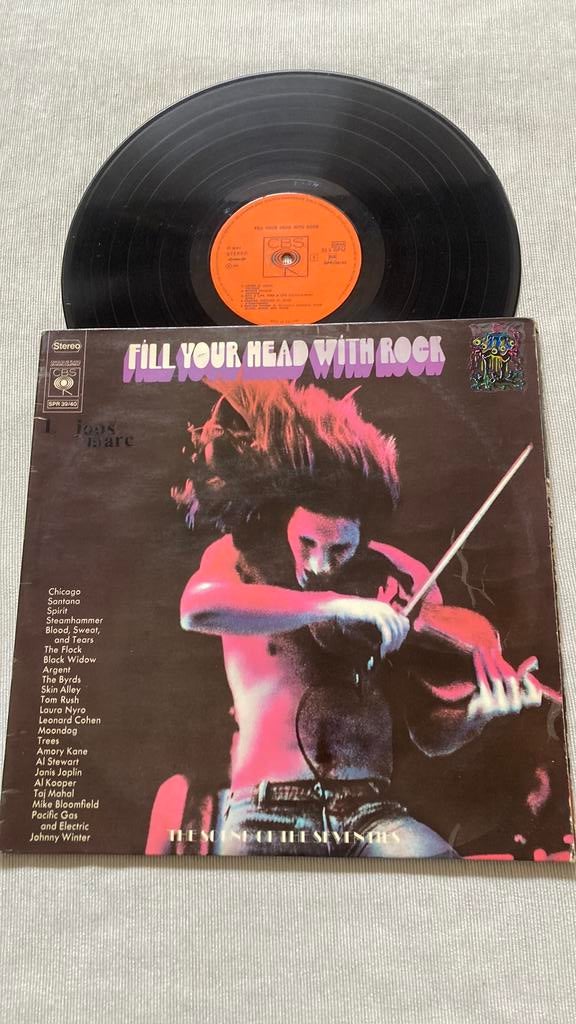 FILL YOUR HEAD WITH ROCK
STEREO
CBS
Stereo
FILL YOUR HEAD WITH ROCK
CBS
SPR 39/40
Chicago
Santana
Spirit
Steamhammer
Blood, Sweat,
and Tears
The Flock
Black Widow
Argent
The Byrds
Skin Alley
Tom Rush
Laura Nyro
Leonard Cohen
Moondog
Trees
Amory Kane
Al Stewart
Janis Joplin
Al Kooper
Taj Mahal
Mike Bloomfield
Pacific Gas
and Electric
Johnny Winter
THE SOUND OF THE SEVENTIES